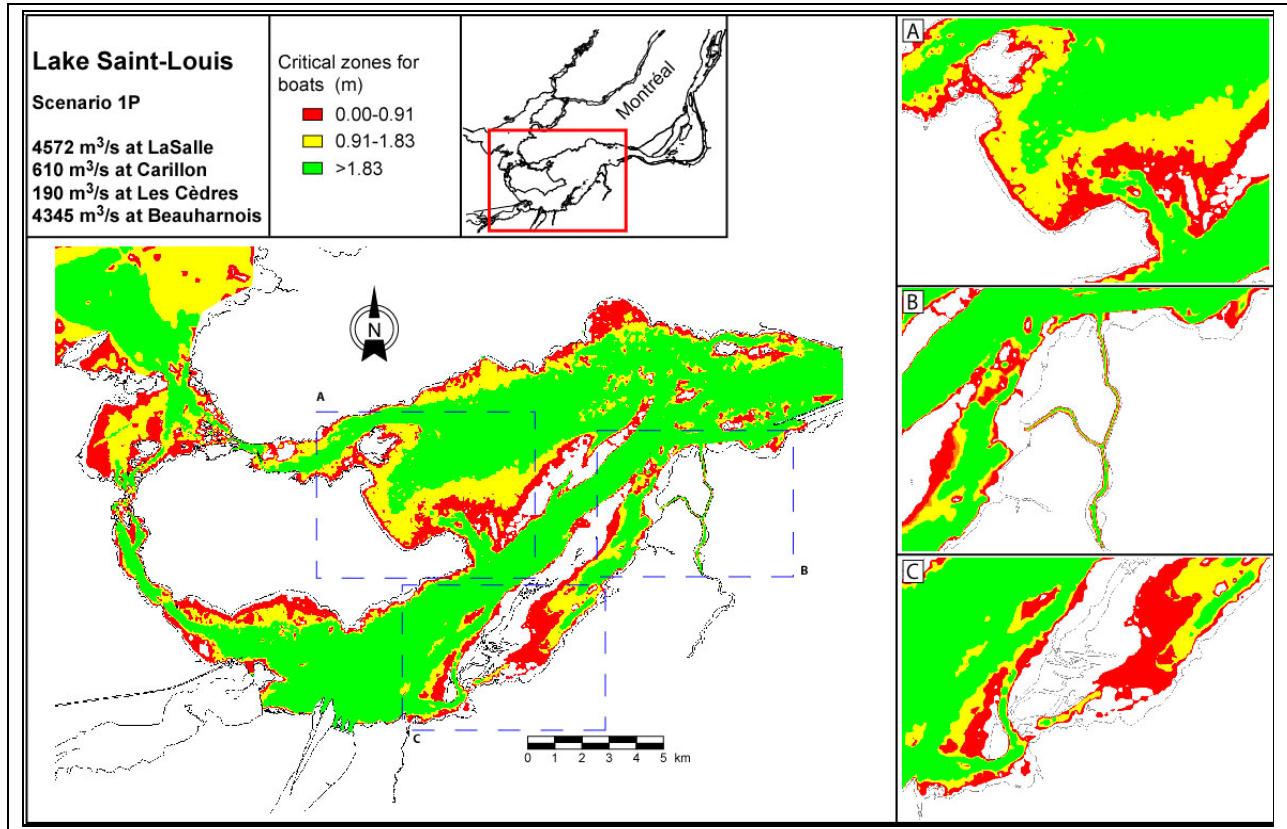 Lake Saint-Louis
Scenario 1P
4572 m³/s at LaSalle
610 m³/s at Carillon
190 m³/s at Les Cèdres
4345 m³/s at Beauharnois
Critical zones for
boats (m)
0.00-0.91
0.91-1.83
>1.83
Montréal
A
B
C
N
A
B
C
0 1 2 3 4 5 km